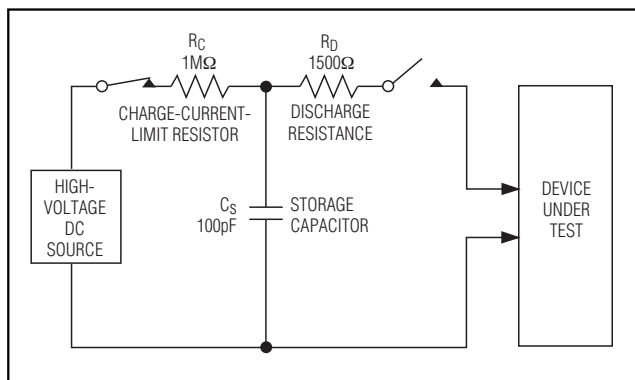 RC
1MΩ
CHARGE-CURRENT-
LIMIT RESISTOR
RD
1500Ω
DISCHARGE
RESISTANCE
HIGH-
VOLTAGE
DC
SOURCE
CS
100pF
STORAGE
CAPACITOR
DEVICE
UNDER
TEST